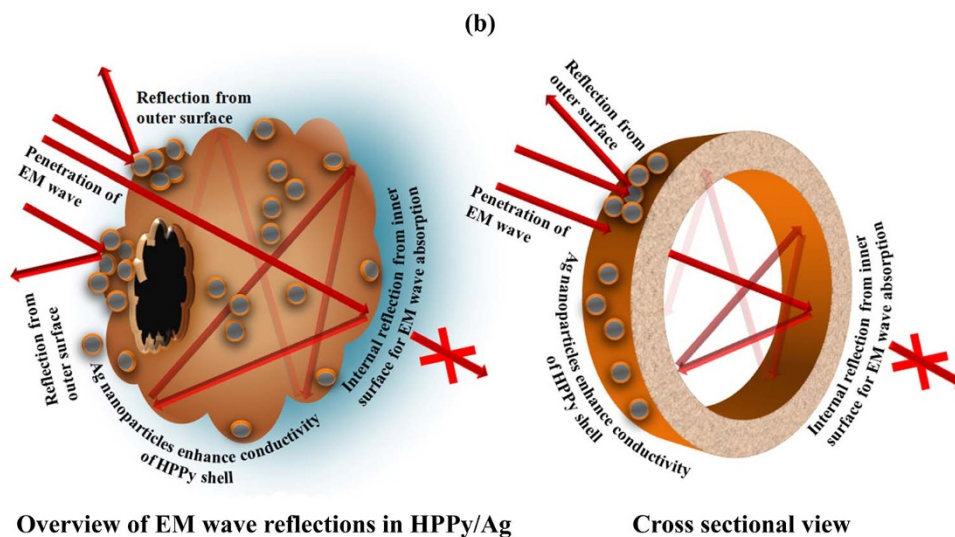 (b)
Reflection from
outer surface
Penetration of
EM wave
Reflection from
outer surface
Ag nanoparticles enhance conductivity
of HPPy shell
Internal reflection from inner
surface for EM wave absorption
Overview of EM wave reflections in HPPy/Ag
Reflection from
outer surface
Penetration of
EM wave
Ag nanoparticles enhance conductivity
of HPPy shell
Internal reflection from inner
surface for EM wave absorption
Cross sectional view